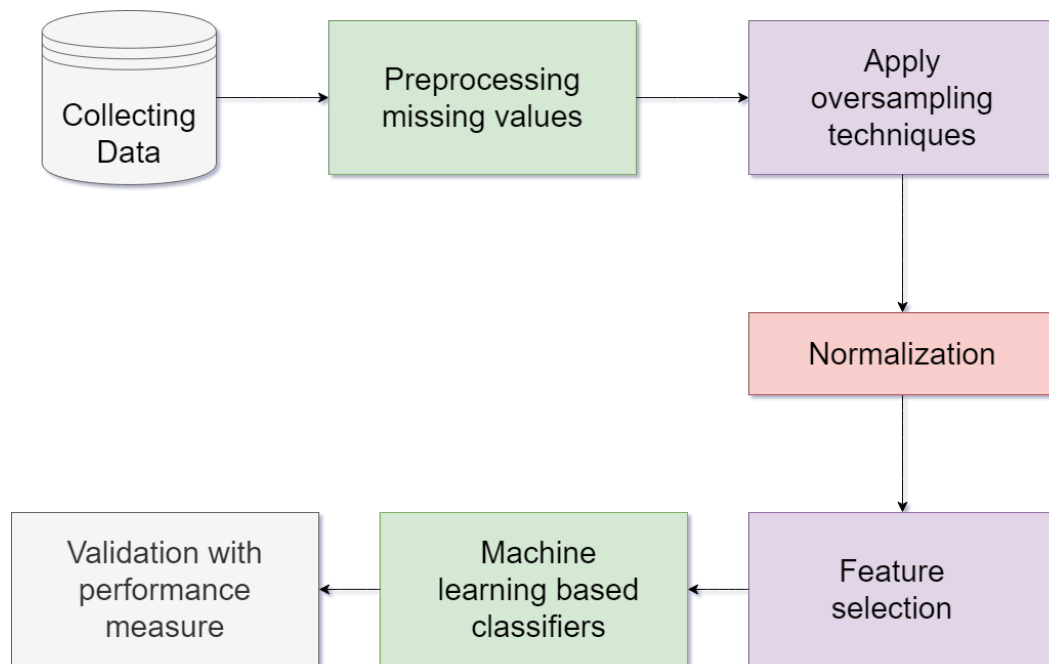 Collecting
Data
Preprocessing
missing values
Apply
oversampling
techniques
Normalization
Feature
selection
Machine
learning based
classifiers
Validation with
performance
measure